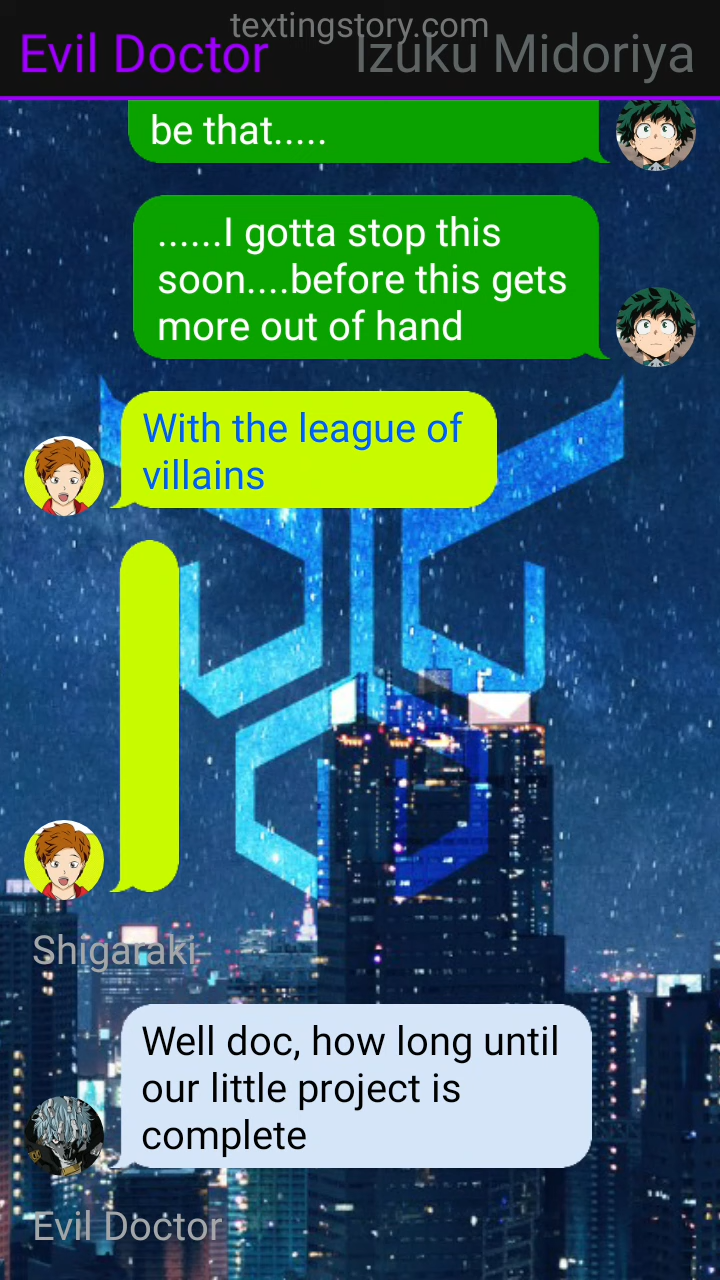 textingstory.com
Evil Doctor
Izuku Midoriya
be that.....
......I gotta stop this
soon....before this gets
more out of hand
With the league of
villains
Shigaraki
Well doc, how long until
our little project is
complete
Evil Doctor